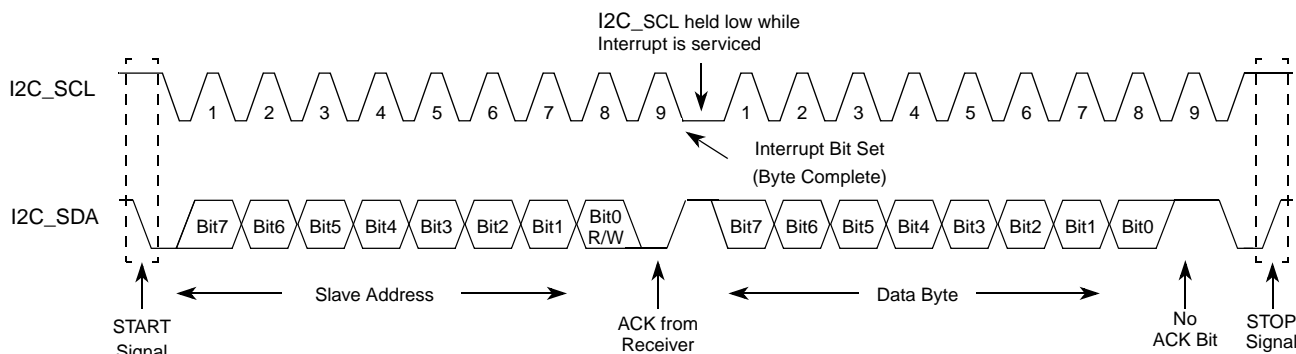 I2C_SCL held low while
Interrupt is serviced
I2C_SCL
1 2 3 4 5 6 7 8 9 1 2 3 4 5 6 7 8 9
Interrupt Bit Set
(Byte Complete)
I2C_SDA
Bit7 Bit6 Bit5 Bit4 Bit3 Bit2 Bit1 Bit0 R/W Bit7 Bit6 Bit5 Bit4 Bit3 Bit2 Bit1 Bit0
Slave Address
Data Byte
START
Signal
ACK from
Receiver
No
ACK Bit
STOP
Signal